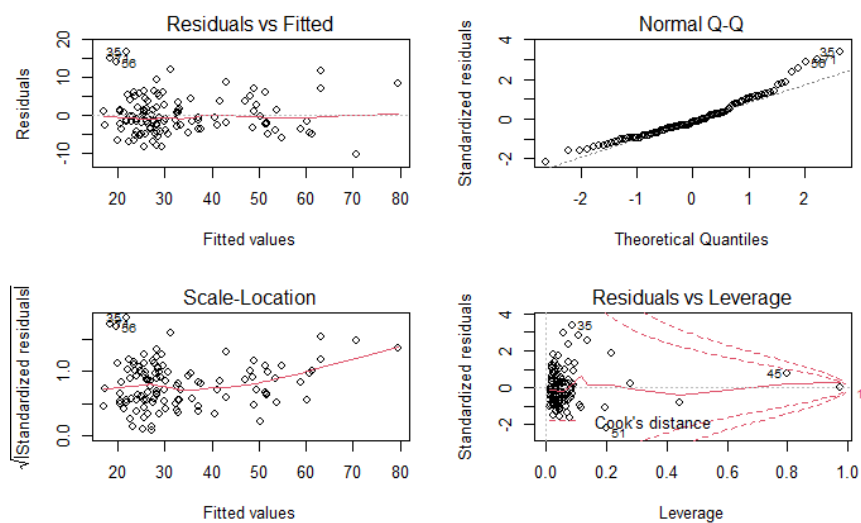 Residuals vs Fitted
Residuals
20
10
0
-10
35
71
56
20 30 40 50 60 70 80
Fitted values
Normal Q-Q
Standardized residuals
4
2
0
-2
35
71
56
-2 -1 0 1 2
Theoretical Quantiles
Scale-Location
√|Standardized residuals|
1.0
0.0
35
71
56
20 30 40 50 60 70 80
Fitted values
Residuals vs Leverage
Standardized residuals
4
2
0
-2
35
45
51
1
Cook's distance
0.0 0.2 0.4 0.6 0.8 1.0
Leverage